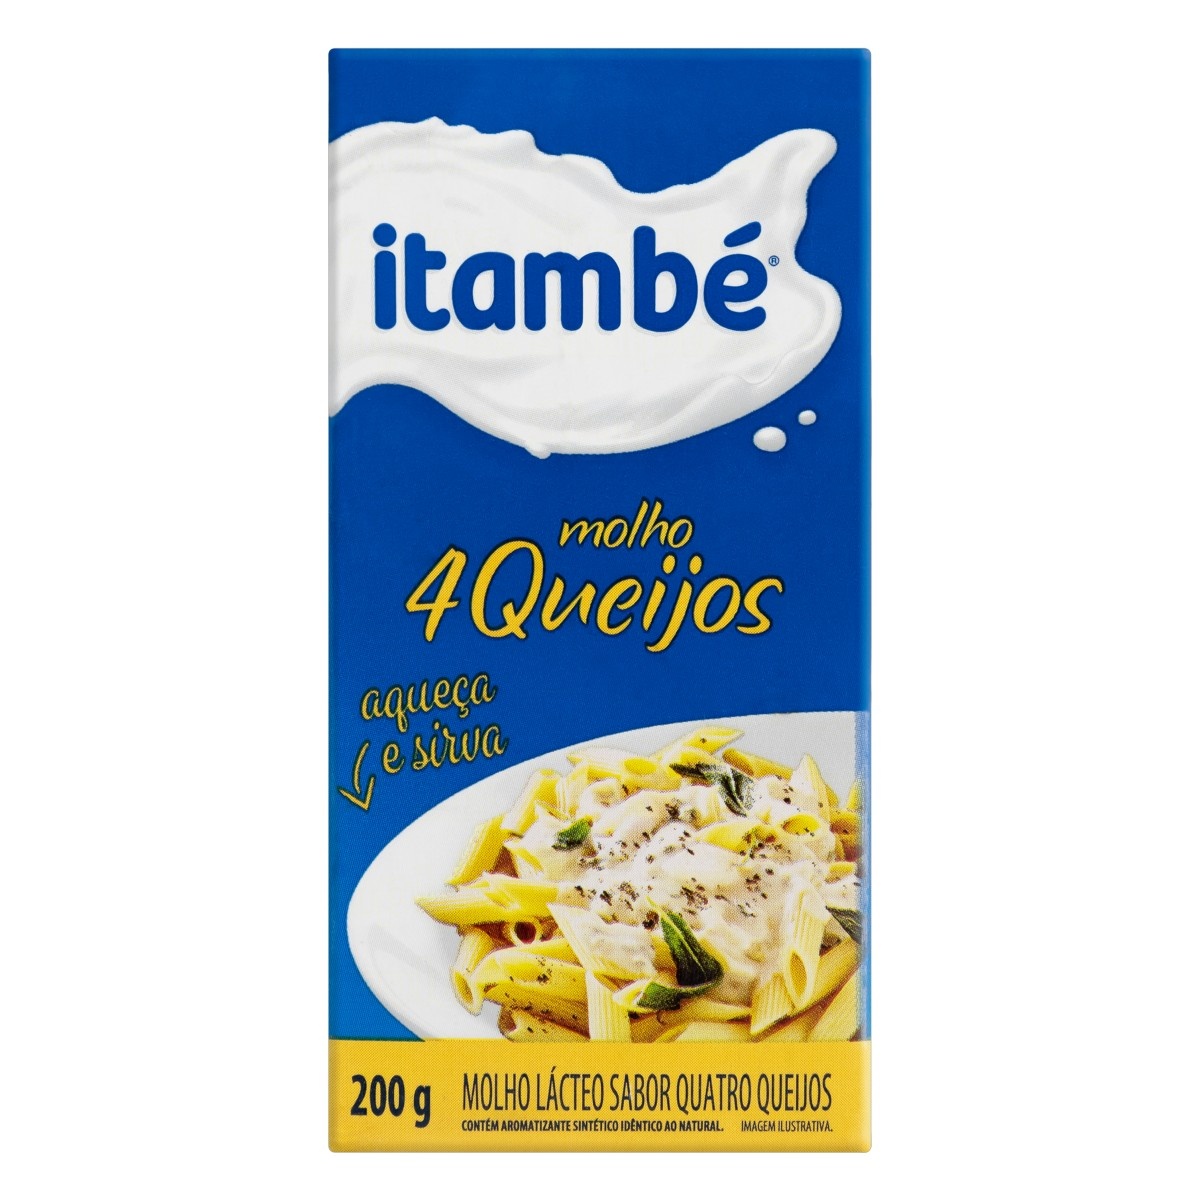 itambé®
molho
4 Queijos
aqueça
e sirva
200 g
MOLHO LÁCTEO SABOR QUATRO QUEIJOS
CONTÉM AROMATIZANTE SINTÉTICO IDÊNTICO AO NATURAL. IMAGEM ILUSTRATIVA.